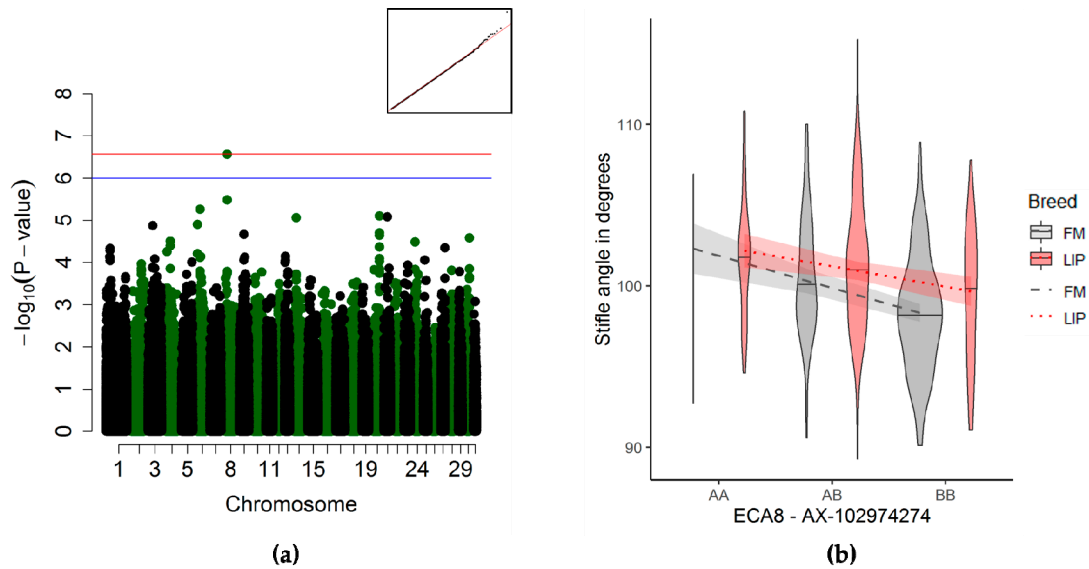 8
7
6
5
4
3
2
1
0
−log10(P − value)
1 3 5 8 11 15 19 24 29
Chromosome
(a)
110
100
90
Stifle angle in degrees
AA AB BB
ECA8 - AX-102974274
Breed
FM
LIP
FM
LIP
(b)